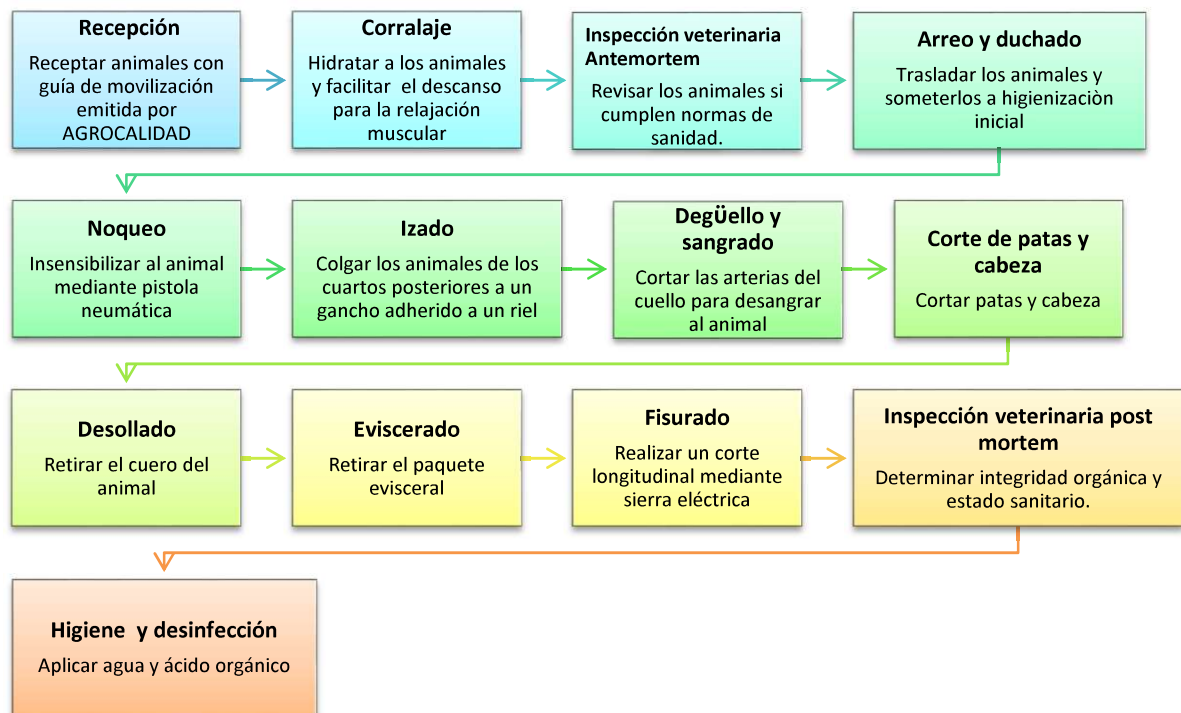 Recepción
Receptar animales con
guía de movilización
emitida por
AGROCALIDAD
Corralaje
Hidratar a los animales
y facilitar el descanso
para la relajación
muscular
Inspección veterinaria
Antemortem
Revisar los animales si
cumplen normas de
sanidad.
Arreo y duchado
Trasladar los animales y
someterlos a higienizaciòn
inicial
Noqueo
Insensibilizar al animal
mediante pistola
neumática
Izado
Colgar los animales de los
cuartos posteriores a un
gancho adherido a un riel
DegÜello y
sangrado
Cortar las arterias del
cuello para desangrar
al animal
Corte de patas y
cabeza
Cortar patas y cabeza
Desollado
Retirar el cuero del
animal
Eviscerado
Retirar el paquete
evisceral
Fisurado
Realizar un corte
longitudinal mediante
sierra eléctrica
Inspección veterinaria post
mortem
Determinar integridad orgánica y
estado sanitario.
Higiene y desinfección
Aplicar agua y ácido orgánico